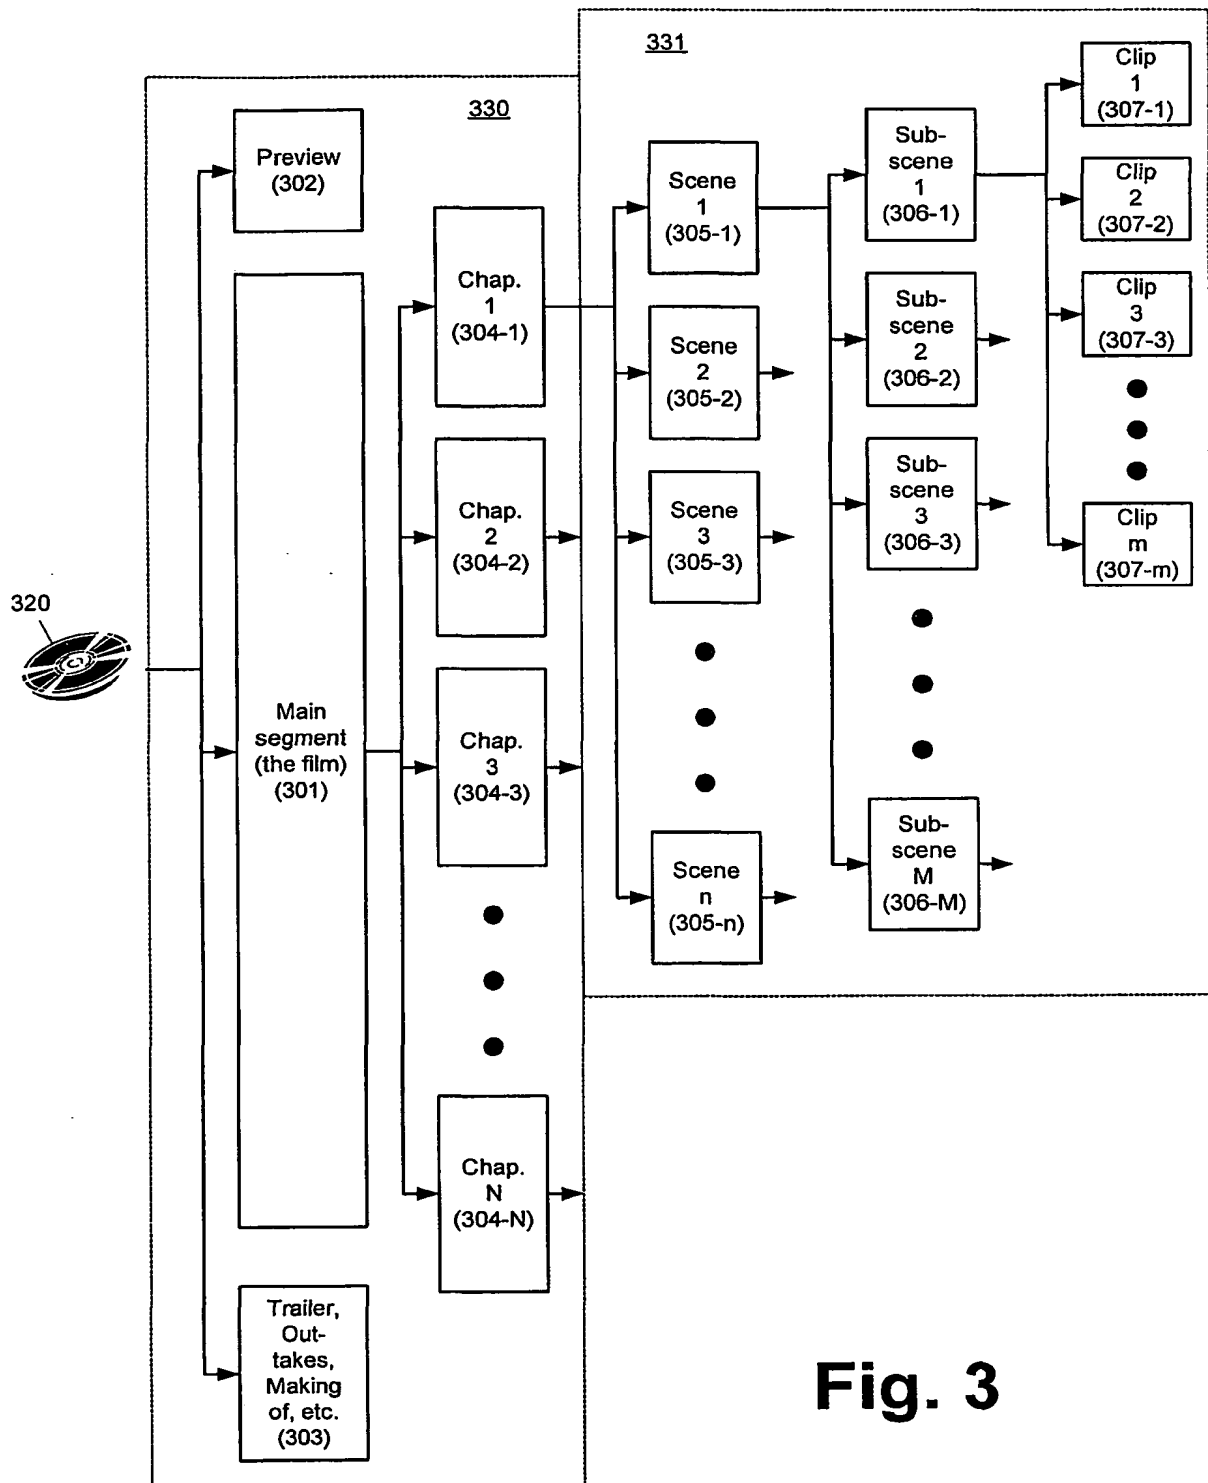 331
330
Preview
(302)
Main
segment
(the film)
(301)
Trailer,
Out-
takes,
Making
of, etc.
(303)
320
Chap.
1
(304-1)
Chap.
2
(304-2)
Chap.
3
(304-3)
Chap.
N
(304-N)
Scene
1
(305-1)
Scene
2
(305-2)
Scene
3
(305-3)
Scene
n
(305-n)
Sub-
scene
1
(306-1)
Sub-
scene
2
(306-2)
Sub-
scene
3
(306-3)
Sub-
scene
M
(306-M)
Clip
1
(307-1)
Clip
2
(307-2)
Clip
3
(307-3)
Clip
m
(307-m)
Fig. 3